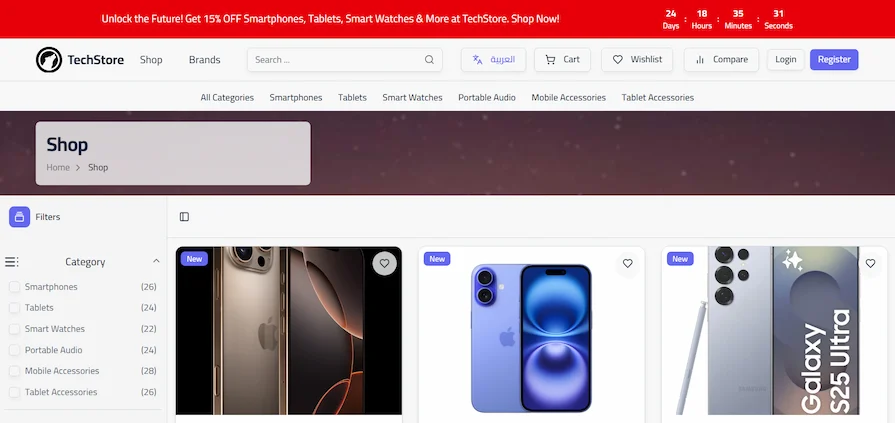 Unlock the Future! Get 15% OFF Smartphones, Tablets, Smart Watches & More at TechStore. Shop Now!
24 : 18 : 35 : 31
Days Hours Minutes Seconds
TechStore Shop Brands Search ... العربية Cart Wishlist Compare Login Register
All Categories Smartphones Tablets Smart Watches Portable Audio Mobile Accessories Tablet Accessories
Shop
Home > Shop
Filters
Category
Smartphones (26)
Tablets (24)
Smart Watches (22)
Portable Audio (24)
Mobile Accessories (28)
Tablet Accessories (26)
New
New
New
SAMSUNG
Galaxy
S25 Ultra